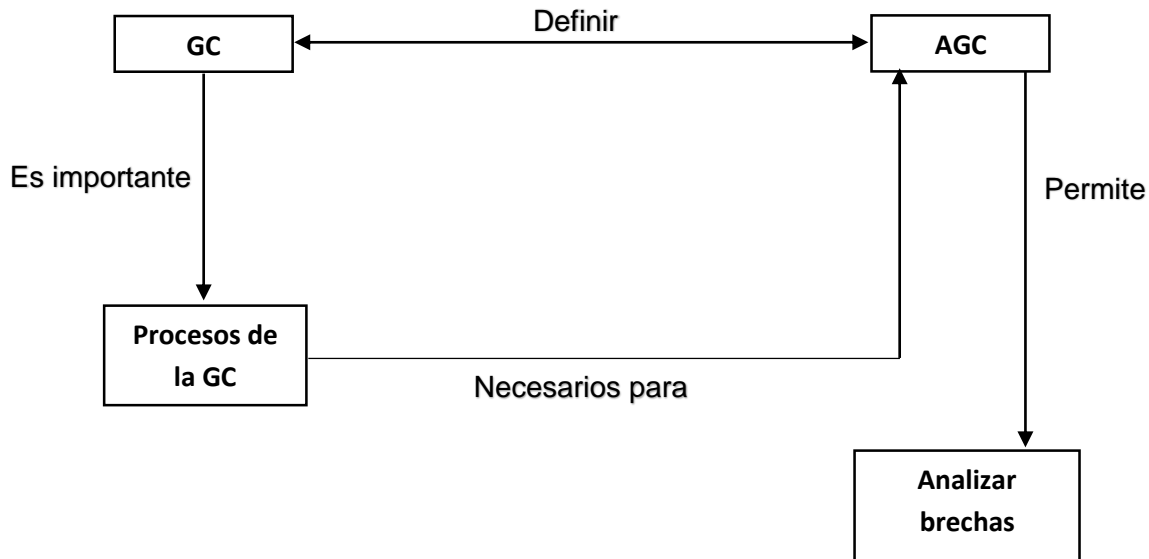 Definir
GC
AGC
Es importante
Permite
Procesos de
la GC
Necesarios para
Analizar
brechas